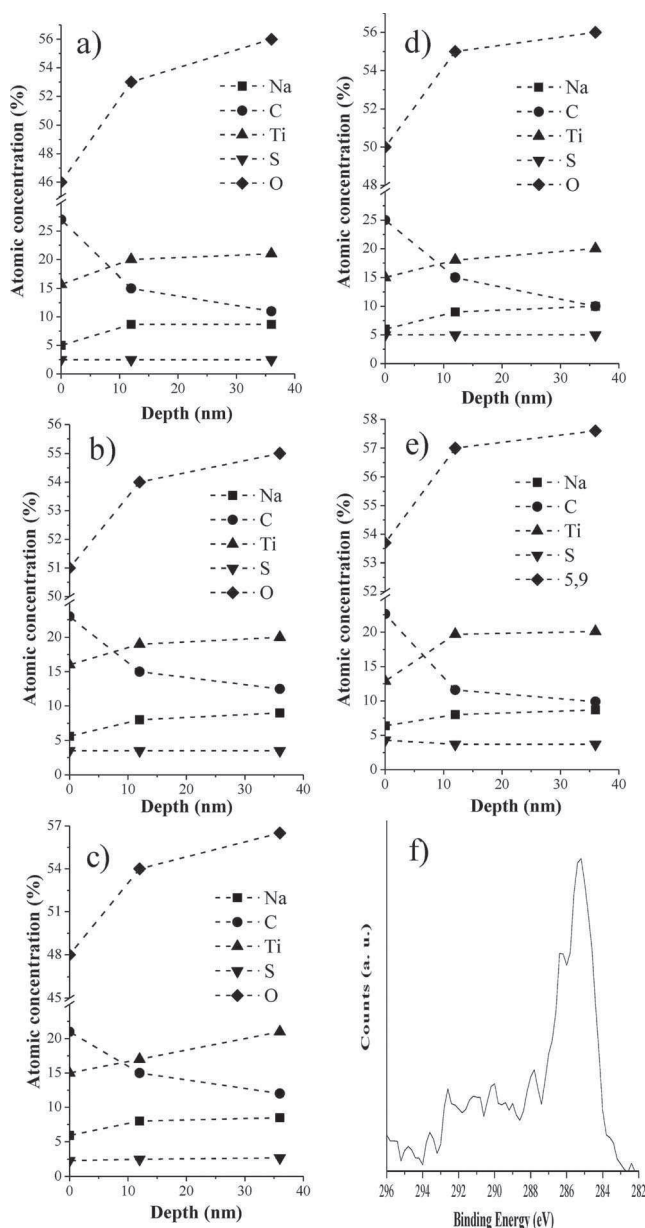 a)
Atomic concentration (%)
56
53
50
46
25
20
15
10
5
0
Na
C
Ti
S
O
0 10 20 30 40
Depth (nm)
d)
Atomic concentration (%)
56
54
52
50
48
25
20
15
10
5
0
Na
C
Ti
S
O
0 10 20 30 40
Depth (nm)
b)
Atomic concentration (%)
55
54
53
51
50
20
15
10
5
0
Na
C
Ti
S
O
0 10 20 30 40
Depth (nm)
e)
Atomic concentration (%)
58
57
56
55
54
53
52
20
15
10
5
0
Na
C
Ti
S
5,9
0 10 20 30 40
Depth (nm)
c)
Atomic concentration (%)
57
54
48
45
20
15
10
5
0
Na
C
Ti
S
O
0 10 20 30 40
Depth (nm)
f)
Counts (a. u.)
296 294 292 290 288 286 284 282
Binding Energy (eV)